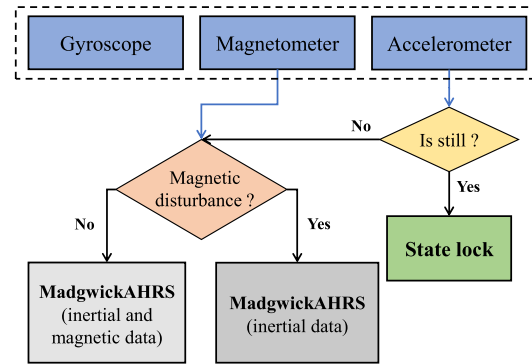 Gyroscope
Magnetometer
Accelerometer
No
Is still ?
Magnetic
disturbance ?
Yes
No
Yes
State lock
MadgwickAHRS
(inertial and
magnetic data)
MadgwickAHRS
(inertial data)